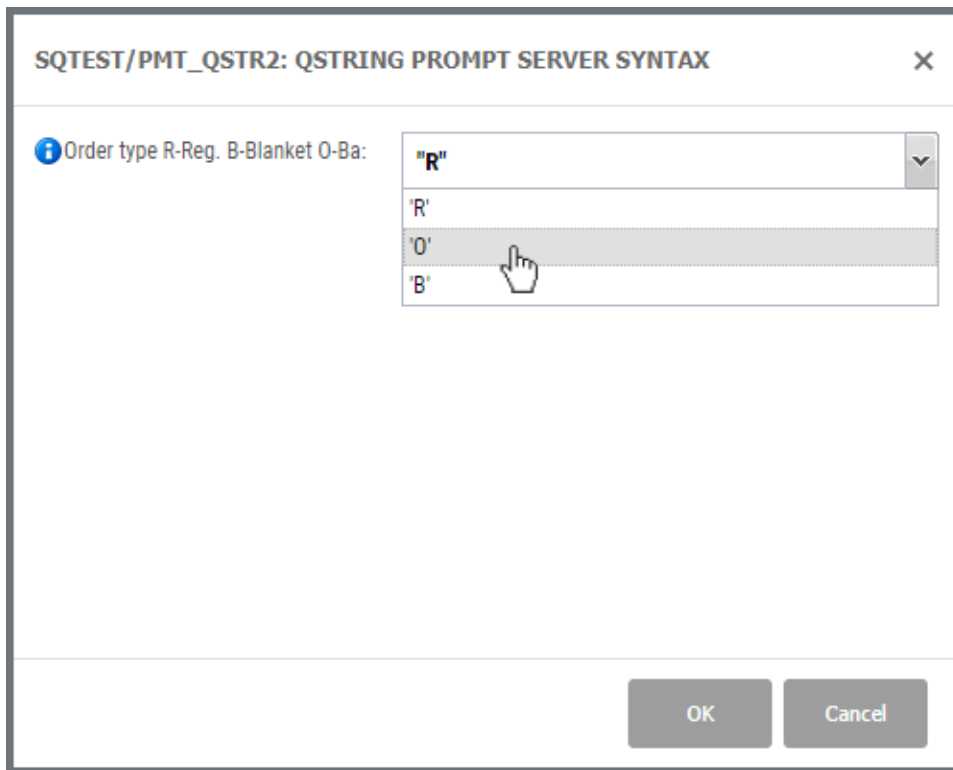 SQTEST/PMT_QSTR2: QSTRING PROMPT SERVER SYNTAX
Order type R-Reg. B-Blanket O-Ba: "R"
'R'
'O'
'B'
OK Cancel